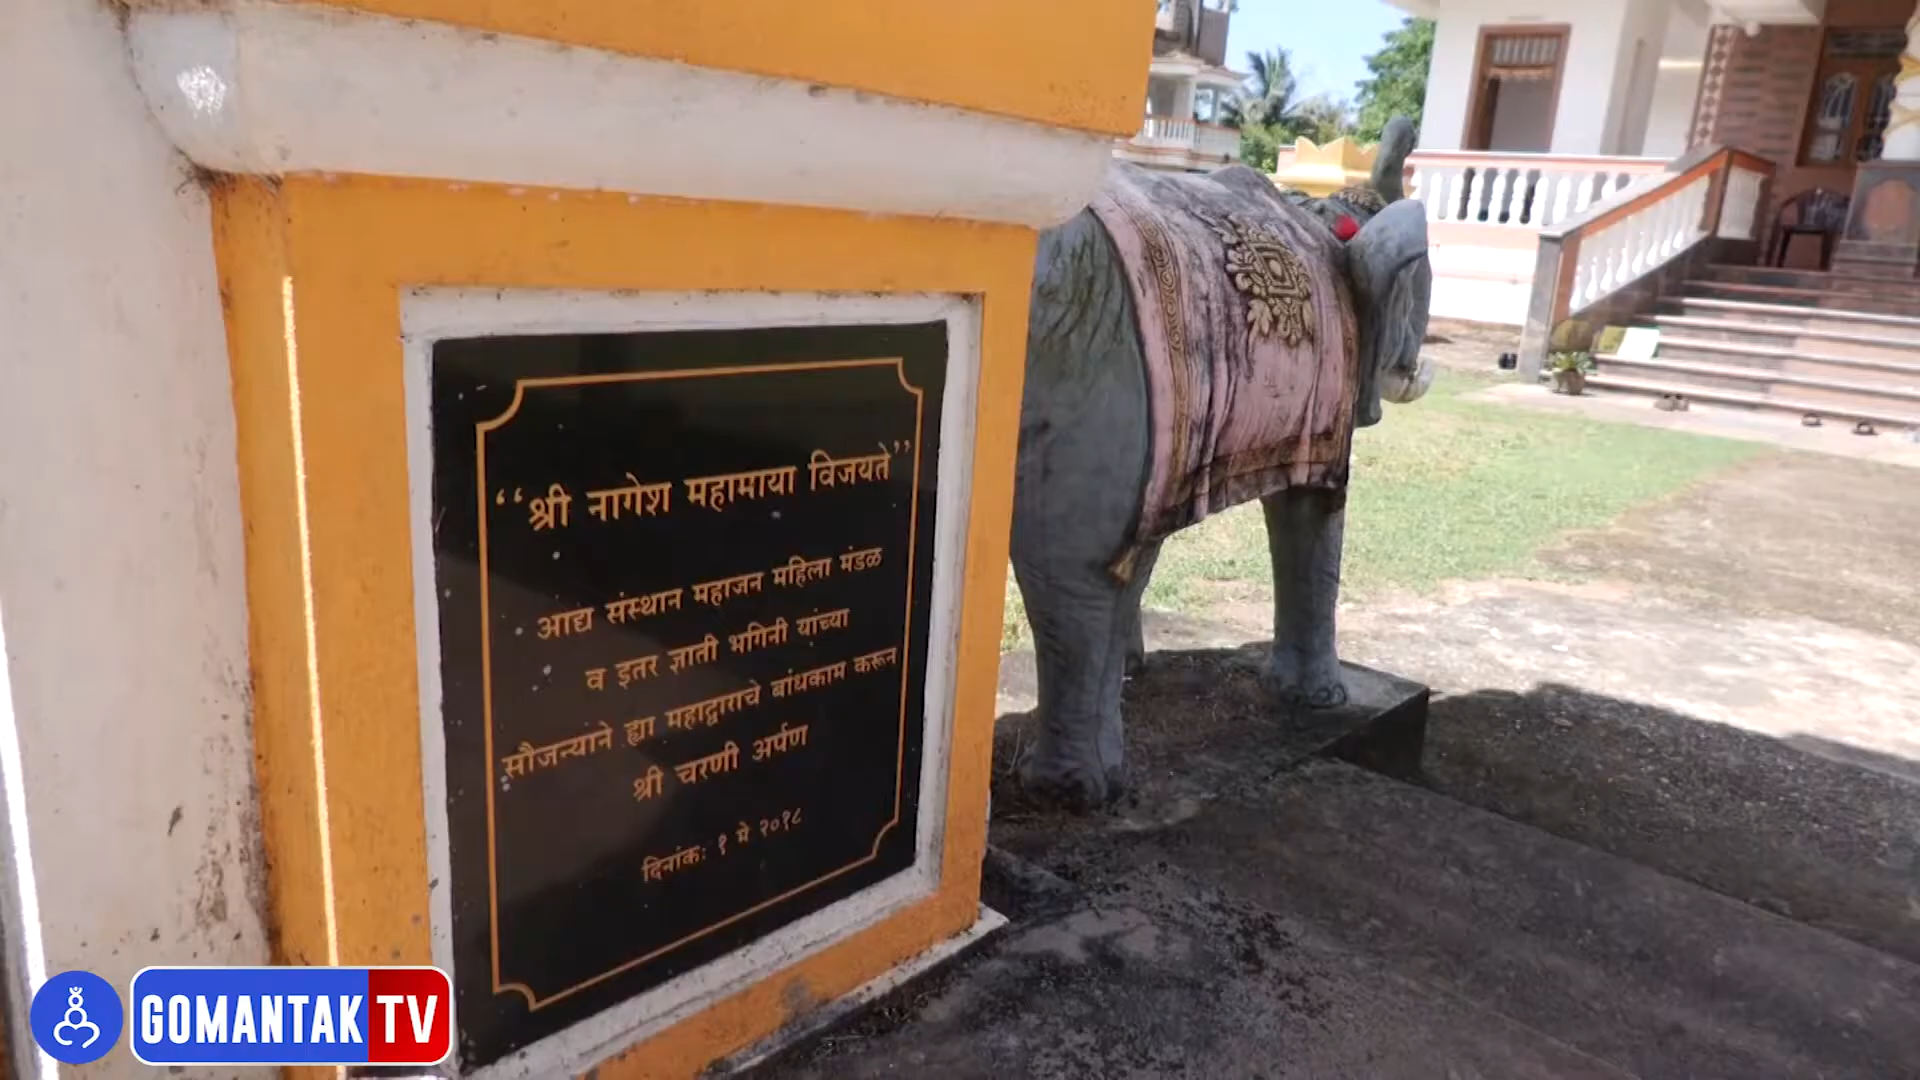 “श्री नागेश महामाया विजयते”
आद्य संस्थान महाजन महिला मंडळ
व इतर ज्ञाती भगिनी यांच्या
सौजन्याने ह्या महाद्वाराचे बांधकाम करून
श्री चरणी अर्पण
दिनांक: १ मे २०१८
GOMANTAK TV